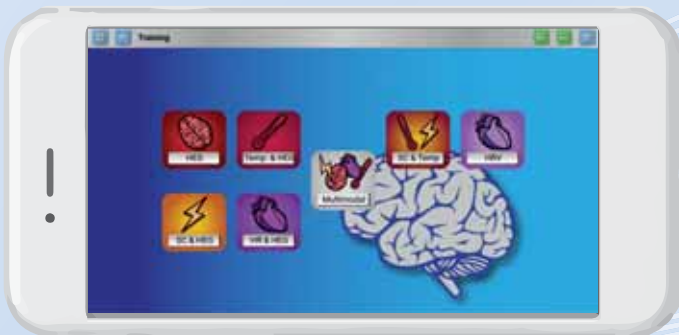 Training
HEG
Temp & HEG
SC & Temp
HRV
Multimodal
SC & HEG
HR & HEG